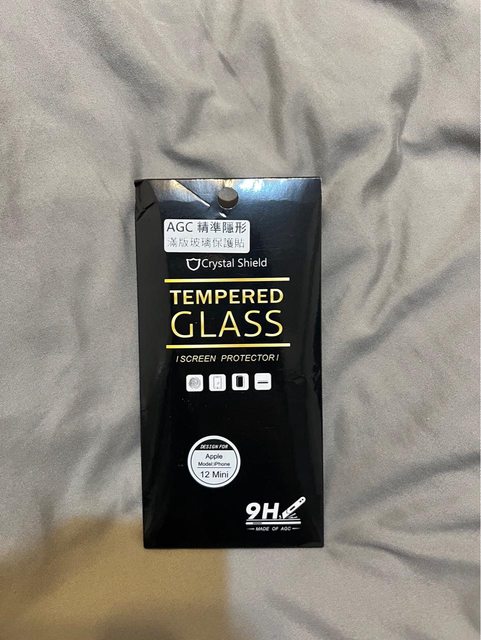 AGC 精準隱形
滿版玻璃保護貼
Crystal Shield
TEMPERED
GLASS
/SCREEN PROTECTOR/
DESIGN FOR
Apple
Model:iPhone
12 Mini
9H
MADE OF AGC